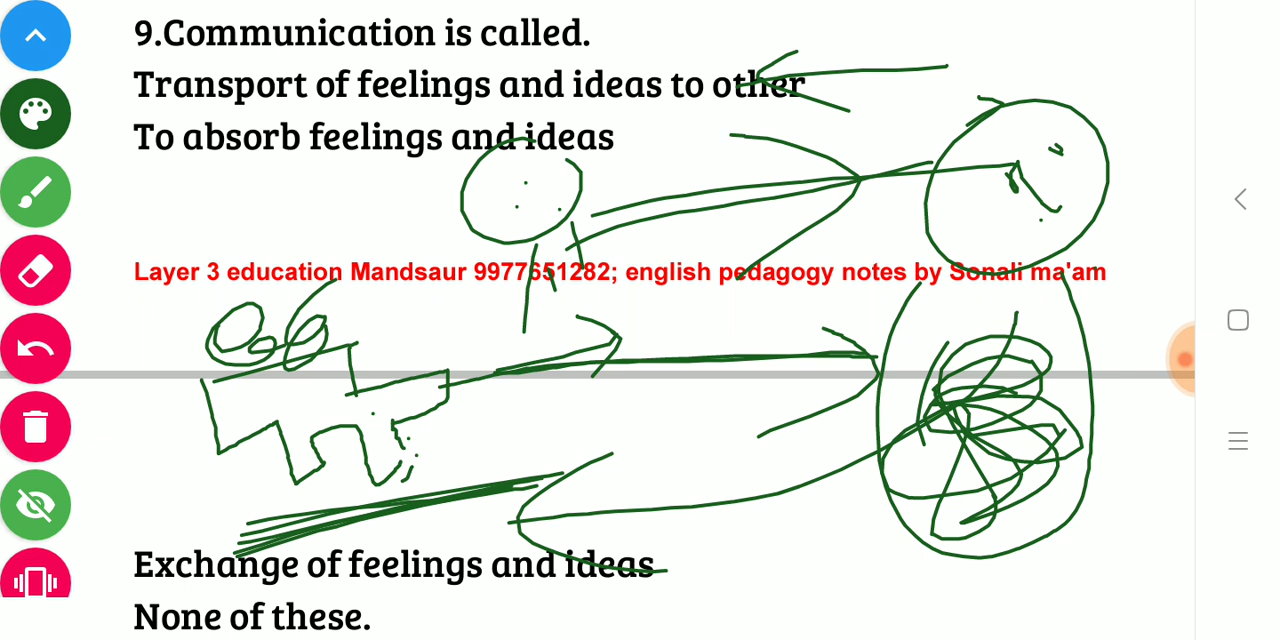 9.Communication is called.
Transport of feelings and ideas to other
To absorb feelings and ideas
Layer 3 education Mandsaur 9977651282; english pedagogy notes by Sonali ma'am
Exchange of feelings and ideas
None of these.